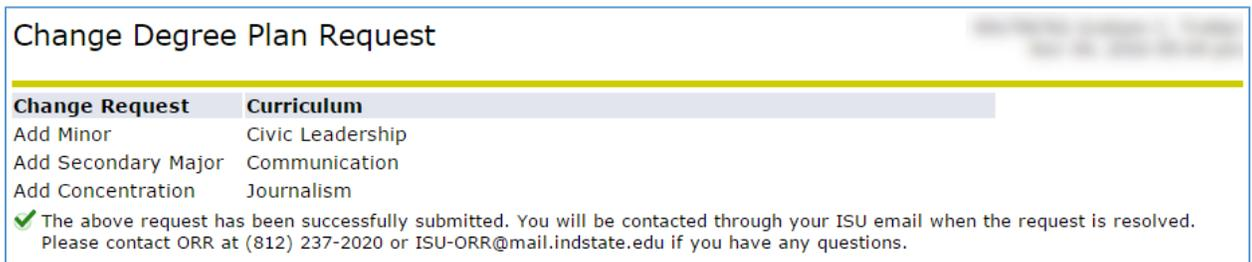 Change Degree Plan Request
Change Request Curriculum
Add Minor Civic Leadership
Add Secondary Major Communication
Add Concentration Journalism
The above request has been successfully submitted. You will be contacted through your ISU email when the request is resolved.
Please contact ORR at (812) 237-2020 or ISU-ORR@mail.indstate.edu if you have any questions.